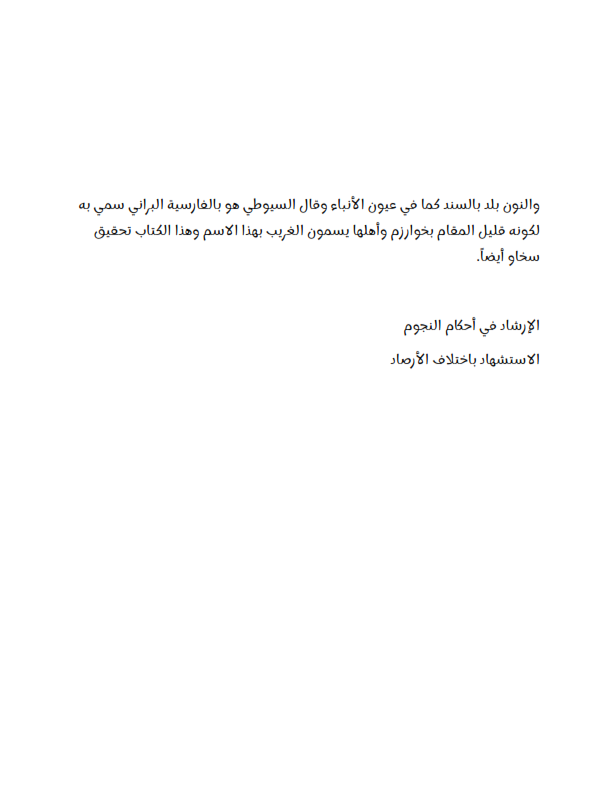 والنون بلد بالسند كما في عيون الأنباء وقال السيوطي هو بالفارسية البراني سمي به
لكونه قليل المقام بخوارزم وأهلها يسمون الغريب بهذا الاسم وهذا الكتاب تحقيق
سخاو أيضاً.
الإرشاد في أحكام النجوم
الاستشهاد باختلاف الأرصاد